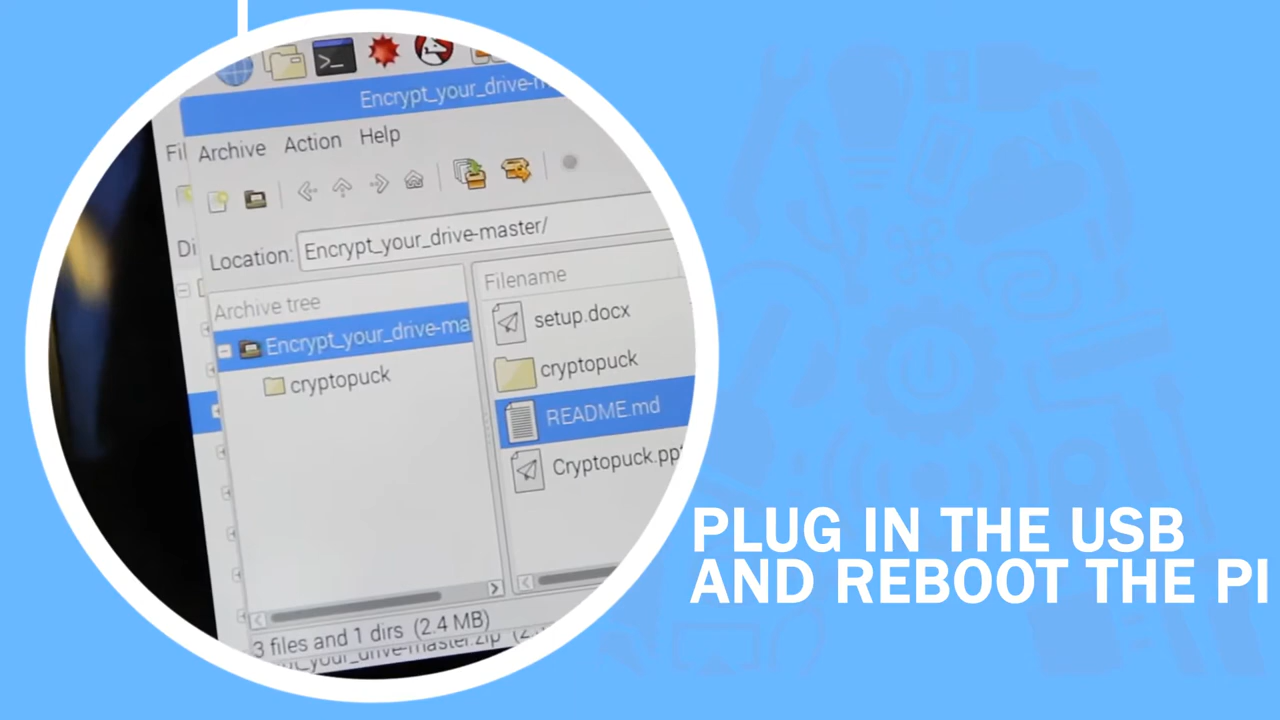 Encrypt_your_drive-m
Archive Action Help
Location: Encrypt_your_drive-master/
Archive tree
Encrypt_your_drive-ma
cryptopuck
Filename
setup.docx
cryptopuck
README.md
Cryptopuck.pp
3 files and 1 dirs (2.4 MB)
PLUG IN THE USB
AND REBOOT THE PI